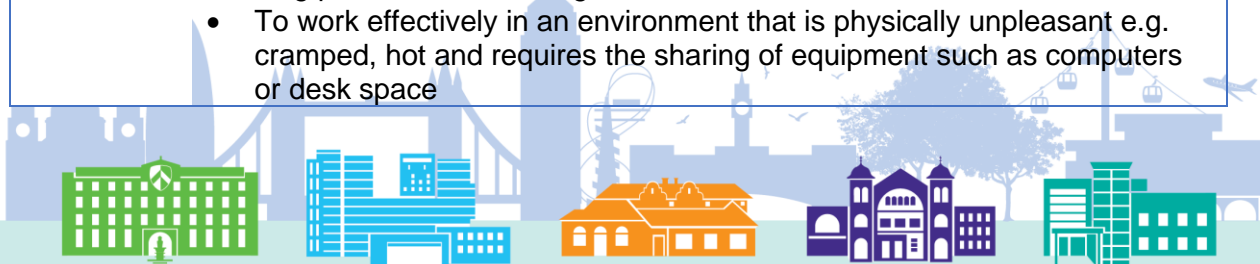 • To work effectively in an environment that is physically unpleasant e.g.
cramped, hot and requires the sharing of equipment such as computers
or desk space